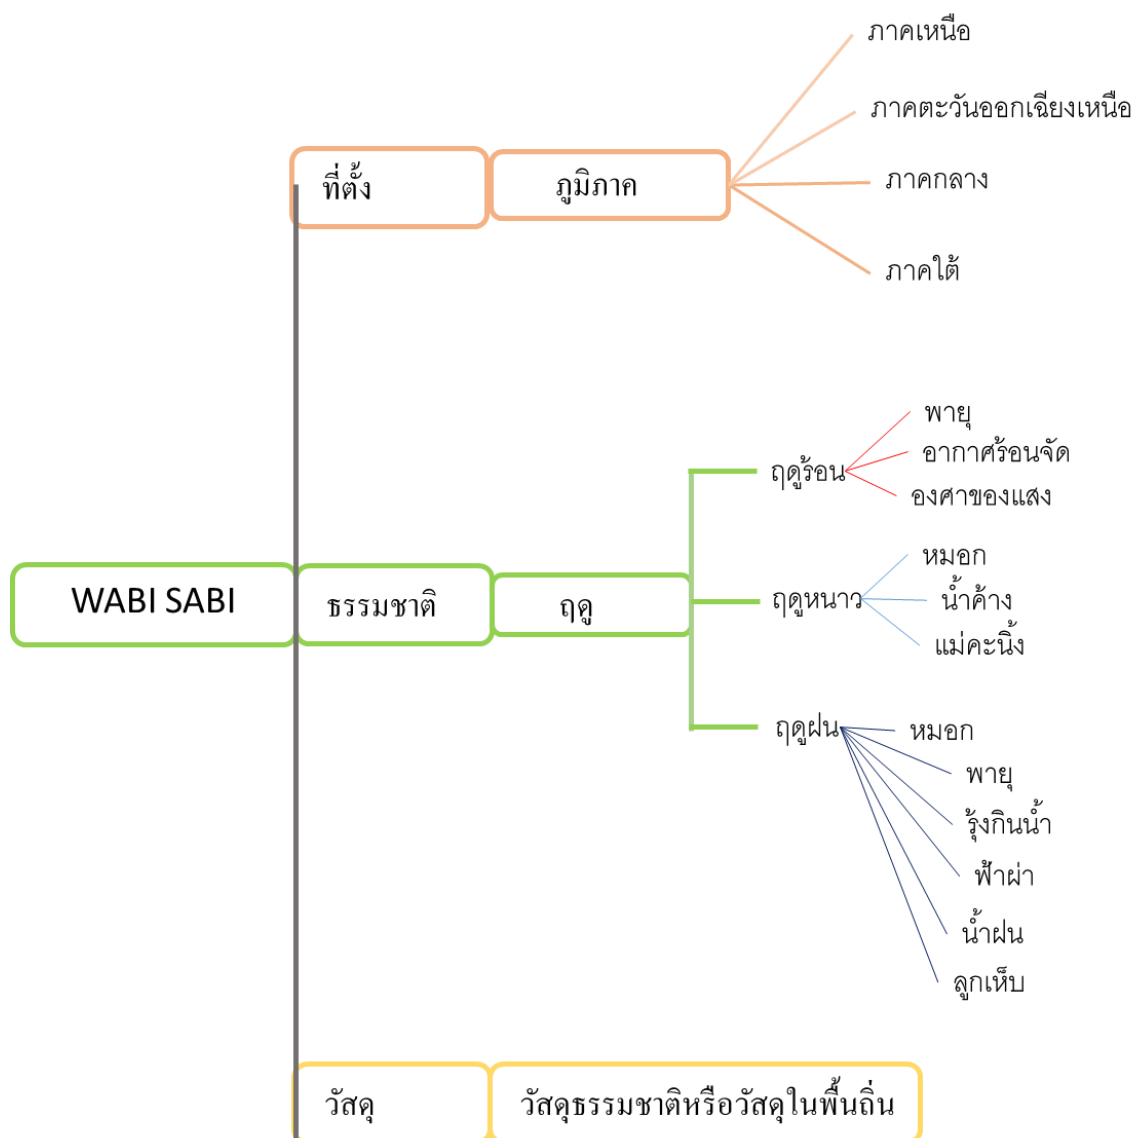 ภาคเหนือ
ภาคตะวันออกเฉียงเหนือ
ที่ตั้ง
ภูมิภาค
ภาคกลาง
ภาคใต้
พายุ
ฤดูร้อน
อากาศร้อนจัด
องศาของแสง
WABI SABI
ธรรมชาติ
ฤดู
หมอก
ฤดูหนาว
น้ำค้าง
แม่คะนิ้ง
ฤดูฝน
หมอก
พายุ
รุ้งกินน้ำ
ฟ้าผ่า
น้ำฝน
ลูกเห็บ
วัสดุ
วัสดุธรรมชาติหรือวัสดุในพื้นถิ่น